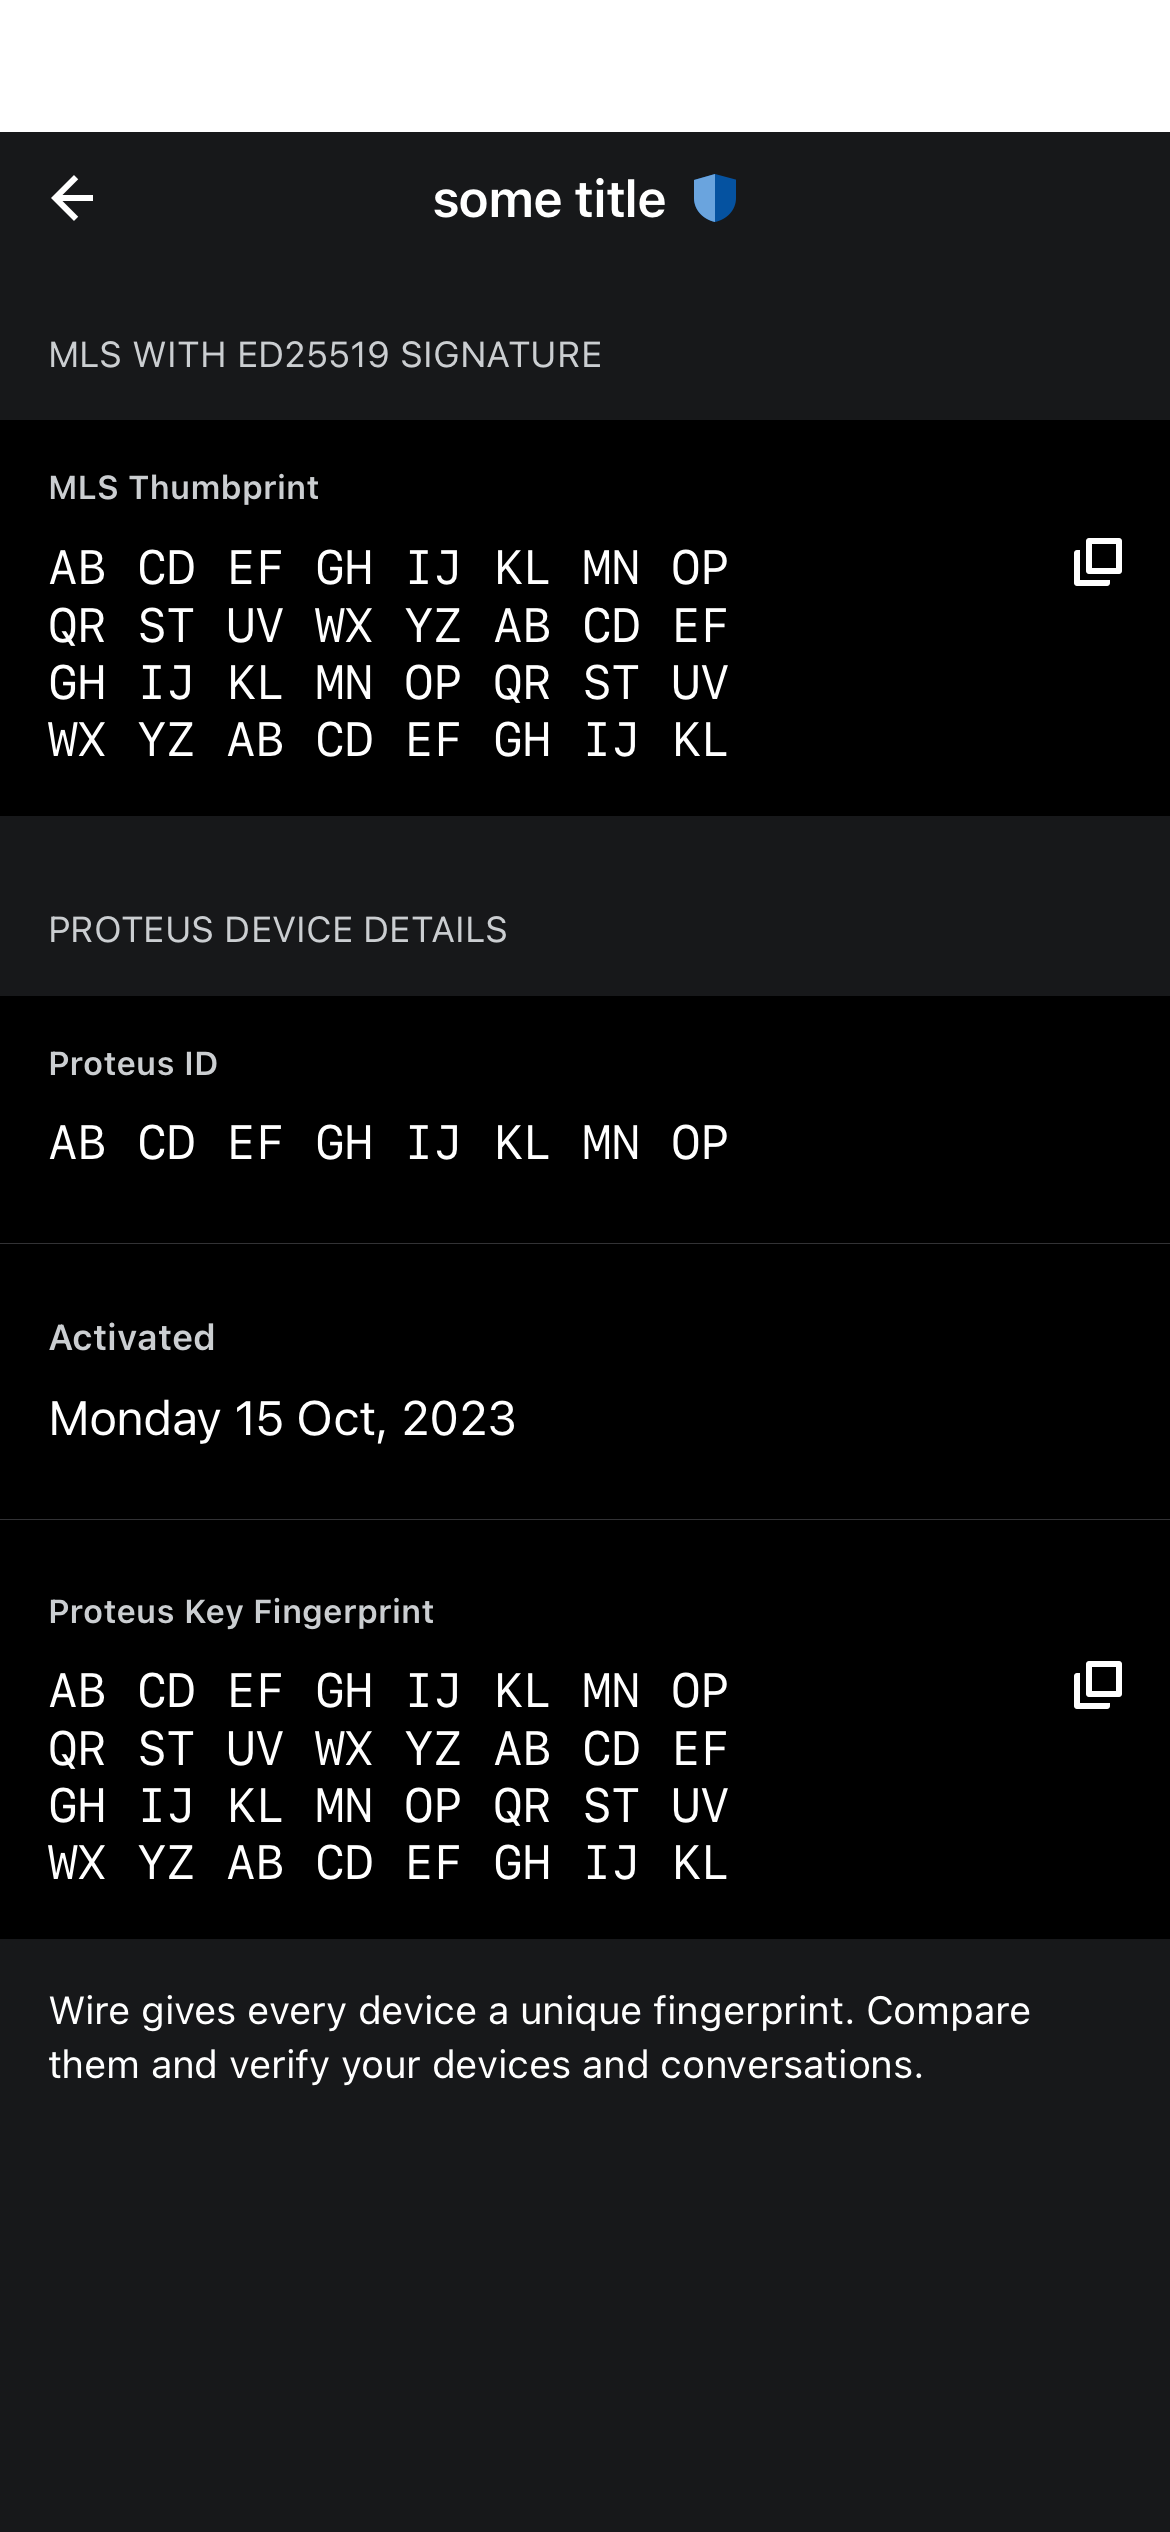 some title
MLS WITH ED25519 SIGNATURE
MLS Thumbprint
AB CD EF GH IJ KL MN OP
QR ST UV WX YZ AB CD EF
GH IJ KL MN OP QR ST UV
WX YZ AB CD EF GH IJ KL
PROTEUS DEVICE DETAILS
Proteus ID
AB CD EF GH IJ KL MN OP
Activated
Monday 15 Oct, 2023
Proteus Key Fingerprint
AB CD EF GH IJ KL MN OP
QR ST UV WX YZ AB CD EF
GH IJ KL MN OP QR ST UV
WX YZ AB CD EF GH IJ KL
Wire gives every device a unique fingerprint. Compare
them and verify your devices and conversations.